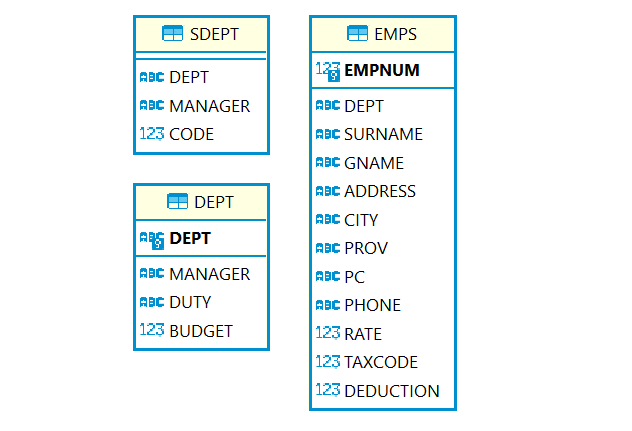 SDEPT
ABC DEPT
ABC MANAGER
123 CODE
DEPT
ABC DEPT
ABC MANAGER
ABC DUTY
123 BUDGET
EMPS
123 EMPNUM
ABC DEPT
ABC SURNAME
ABC GNAME
ABC ADDRESS
ABC CITY
ABC PROV
ABC PC
ABC PHONE
123 RATE
123 TAXCODE
123 DEDUCTION